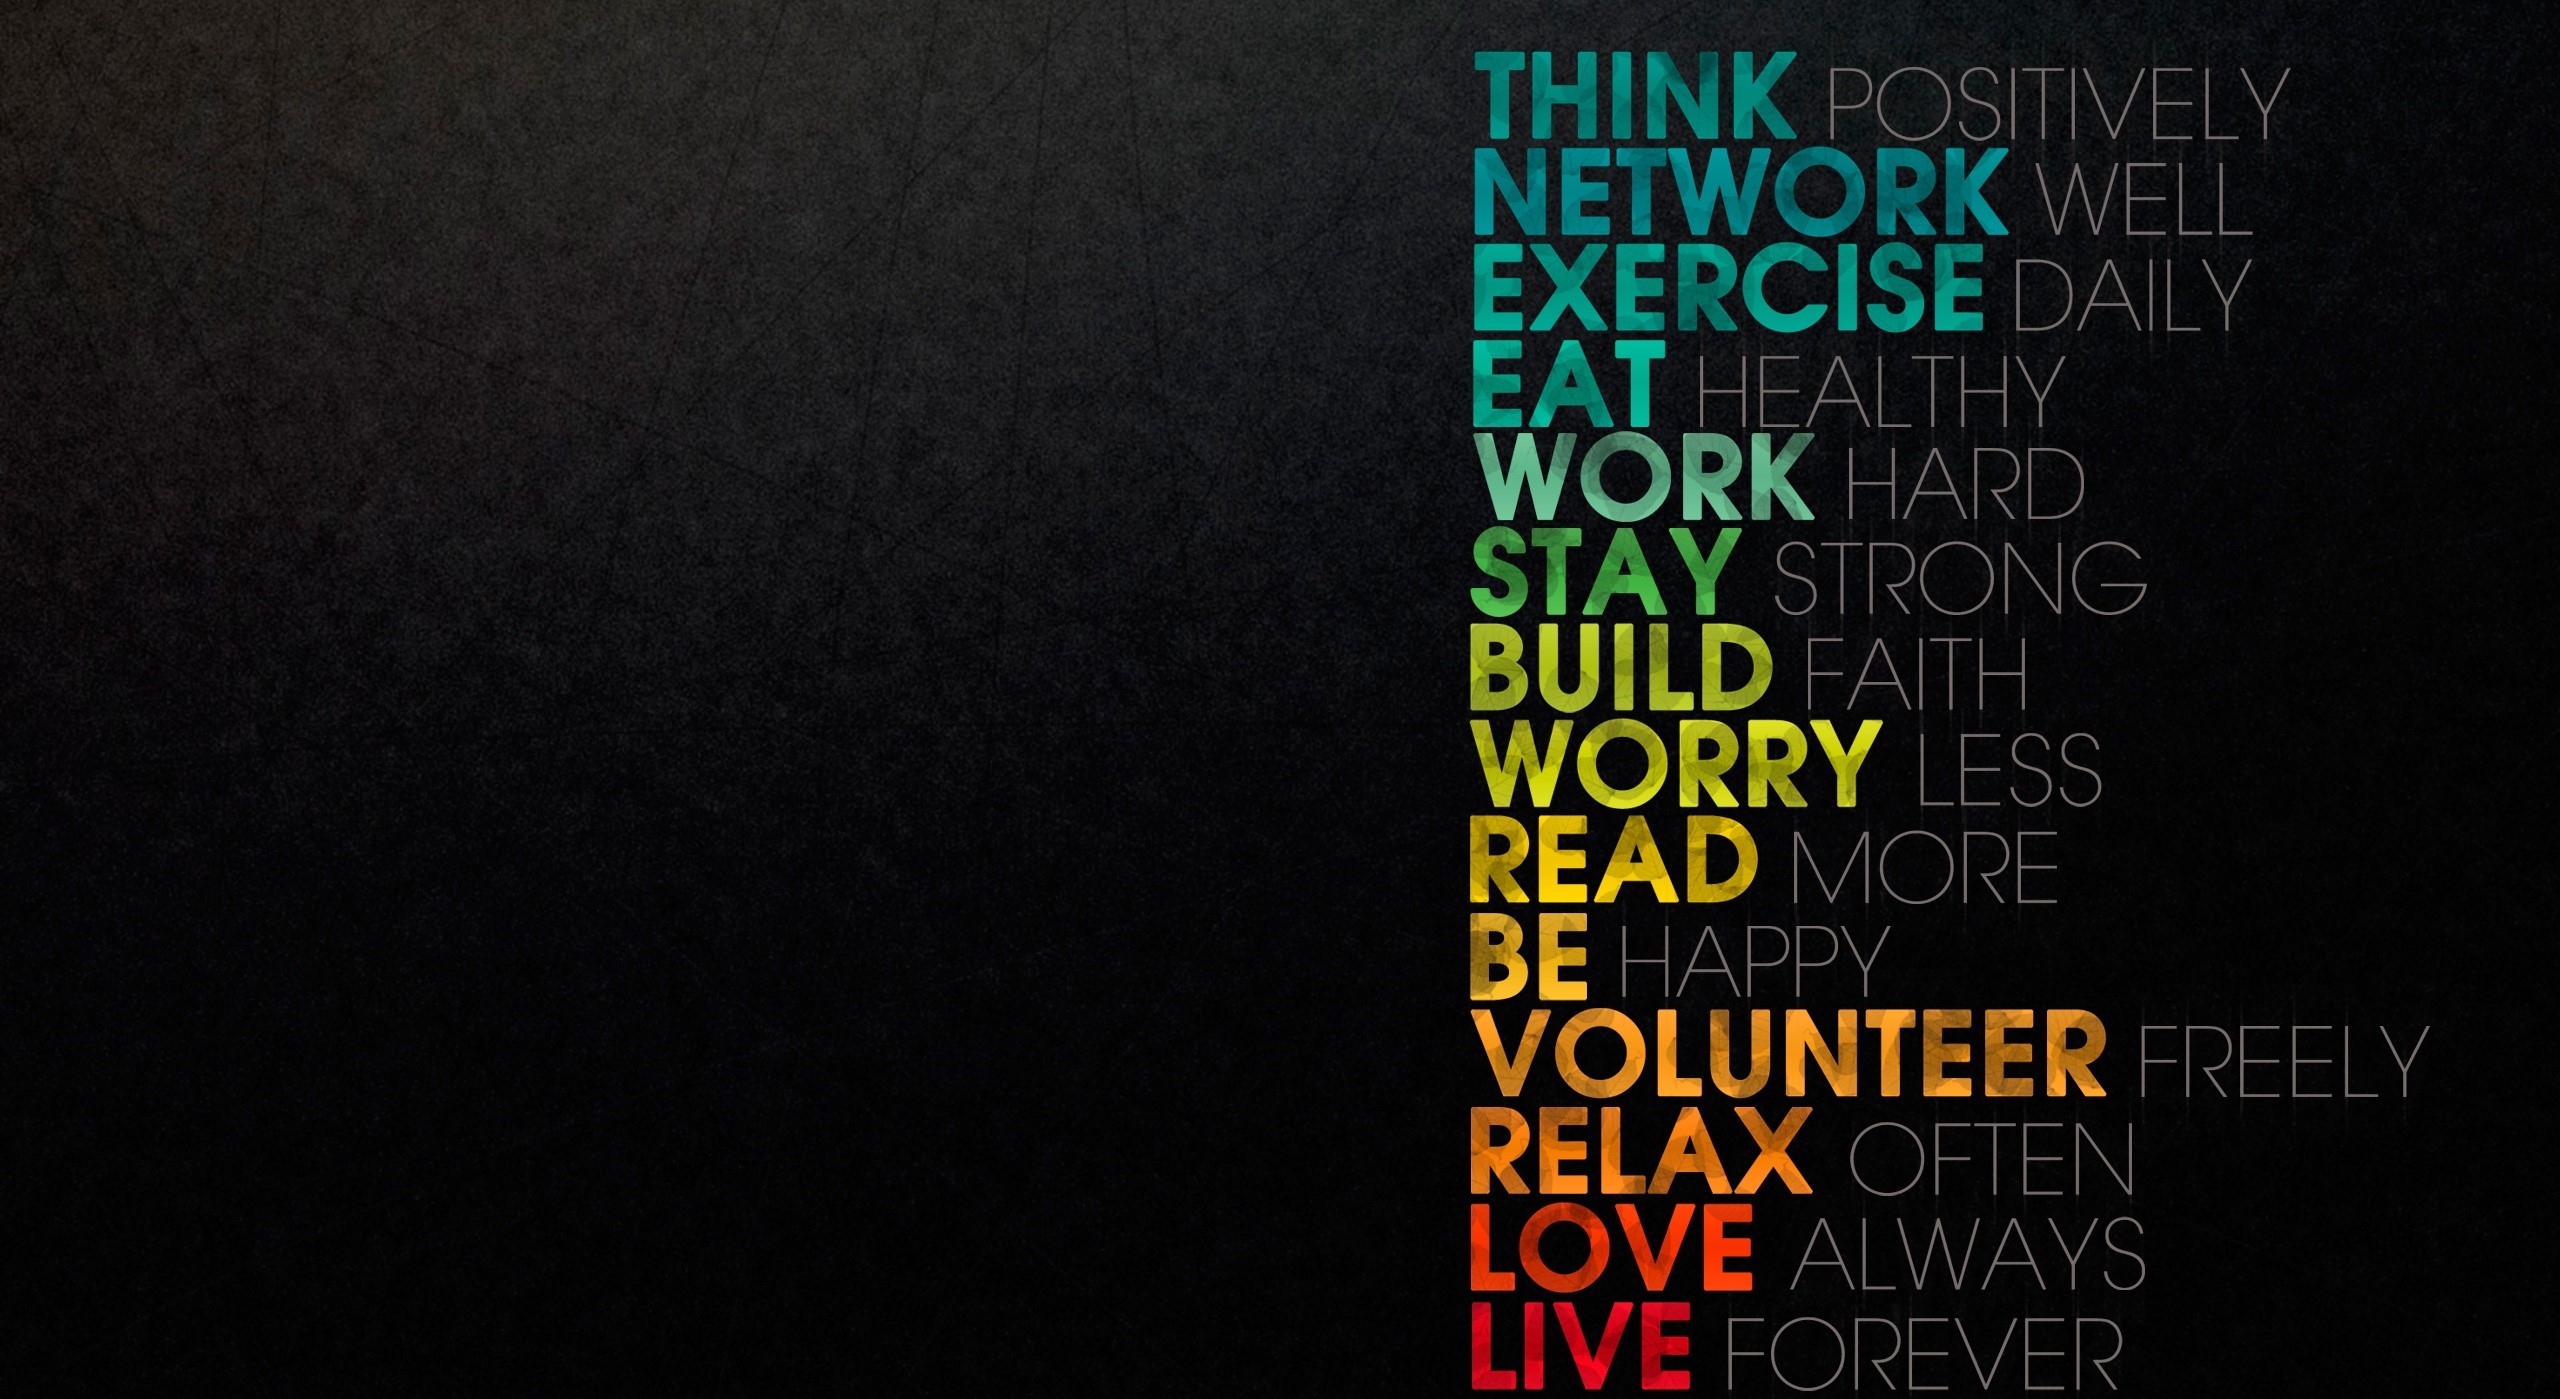 THINK POSITIVELY
NETWORK WELL
EXERCISE DAILY
EAT HEALTHY
WORK HARD
STAY STRONG
BUILD FAITH
WORRY LESS
READ MORE
BE HAPPY
VOLUNTEER FREELY
RELAX OFTEN
LOVE ALWAYS
LIVE FOREVER